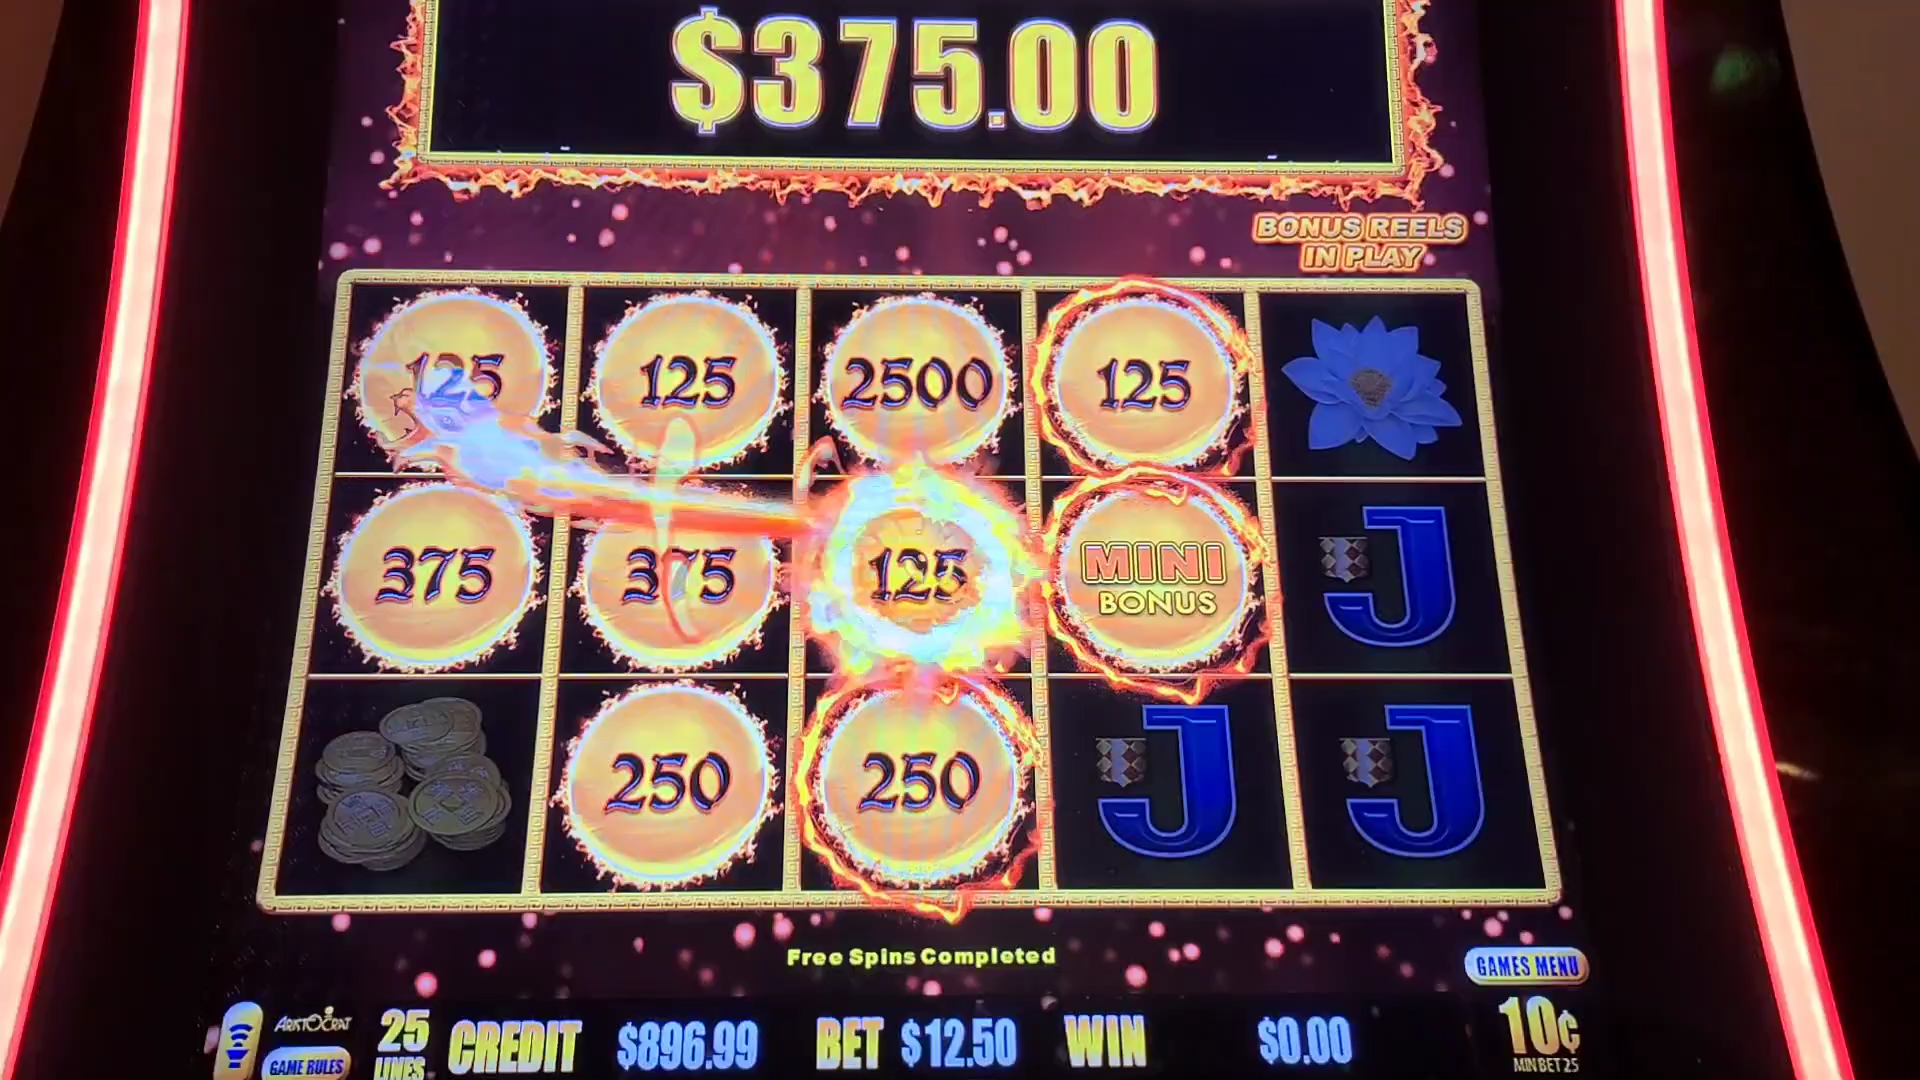 $375.00
BONUS REELS
IN PLAY
125 125 2500 125
375 375 125 MINI
BONUS
J
250 250 J J
Free Spins Completed
GAMES MENU
ARISTOCRAT
GAME RULES
25
LINES
CREDIT $896.99 BET $12.50 WIN $0.00
10¢
MIN BET 25